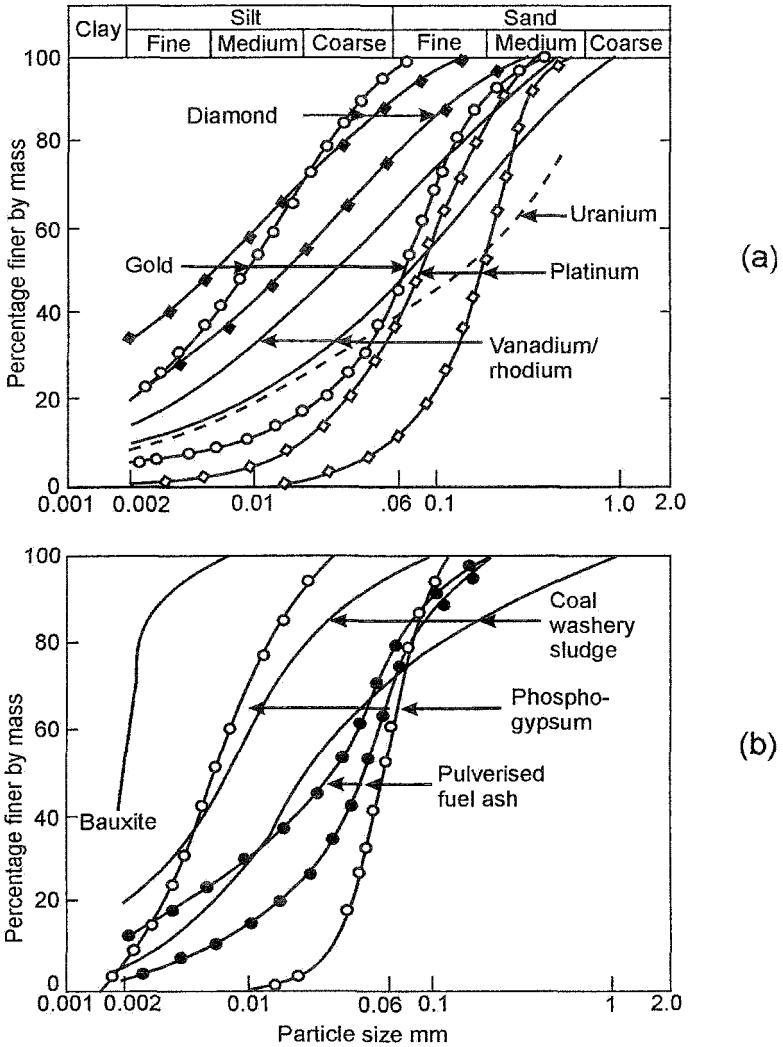 Clay
Silt
Sand
Fine
Medium
Coarse
Fine
Medium
Coarse
Percentage finer by mass
100
80
60
40
20
0
Diamond
Gold
Uranium
Platinum
Vanadium/
rhodium
(a)
0.001
0.002
0.01
.06
0.1
1.0
2.0
Percentage finer by mass
100
80
60
40
20
0
Bauxite
Coal
washery
sludge
Phospho-
gypsum
Pulverised
fuel ash
(b)
0.001
0.002
0.01
0.06
0.1
1.0
2.0
Particle size mm